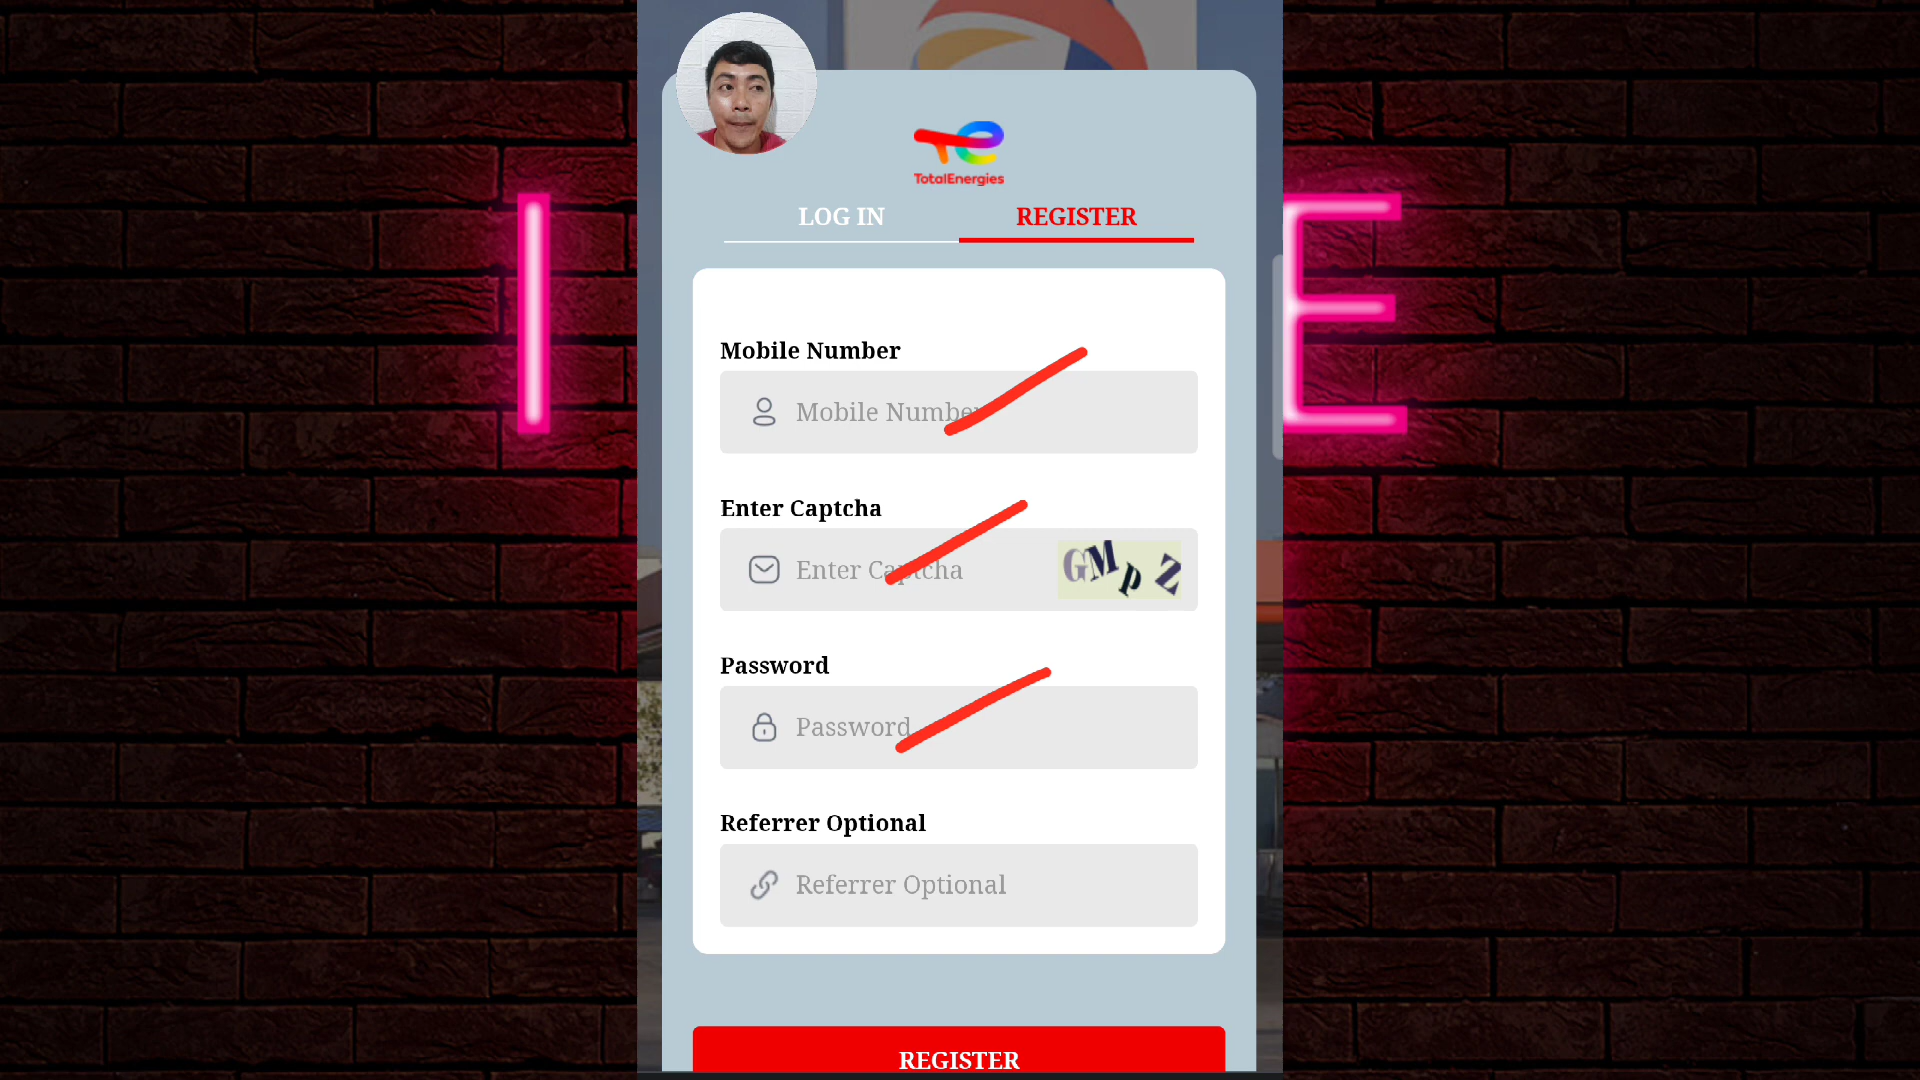 I E
TotalEnergies
LOG IN
REGISTER
Mobile Number
Mobile Number
Enter Captcha
Enter Captcha
GMpZ
Password
Password
Referrer Optional
Referrer Optional
REGISTER